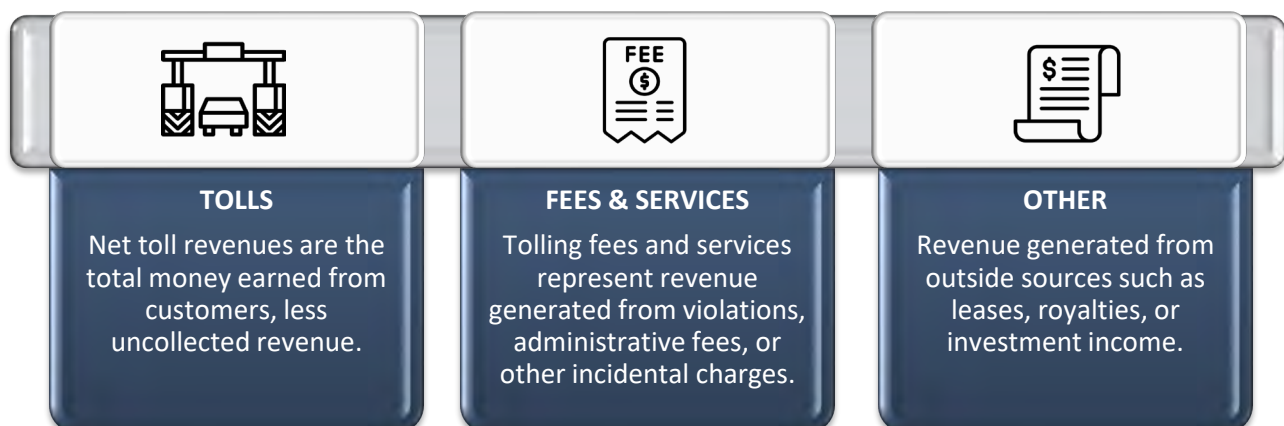 FEE
$
$
TOLLS
Net toll revenues are the
total money earned from
customers, less
uncollected revenue.
FEES & SERVICES
Tolling fees and services
represent revenue
generated from violations,
administrative fees, or
other incidental charges.
OTHER
Revenue generated from
outside sources such as
leases, royalties, or
investment income.